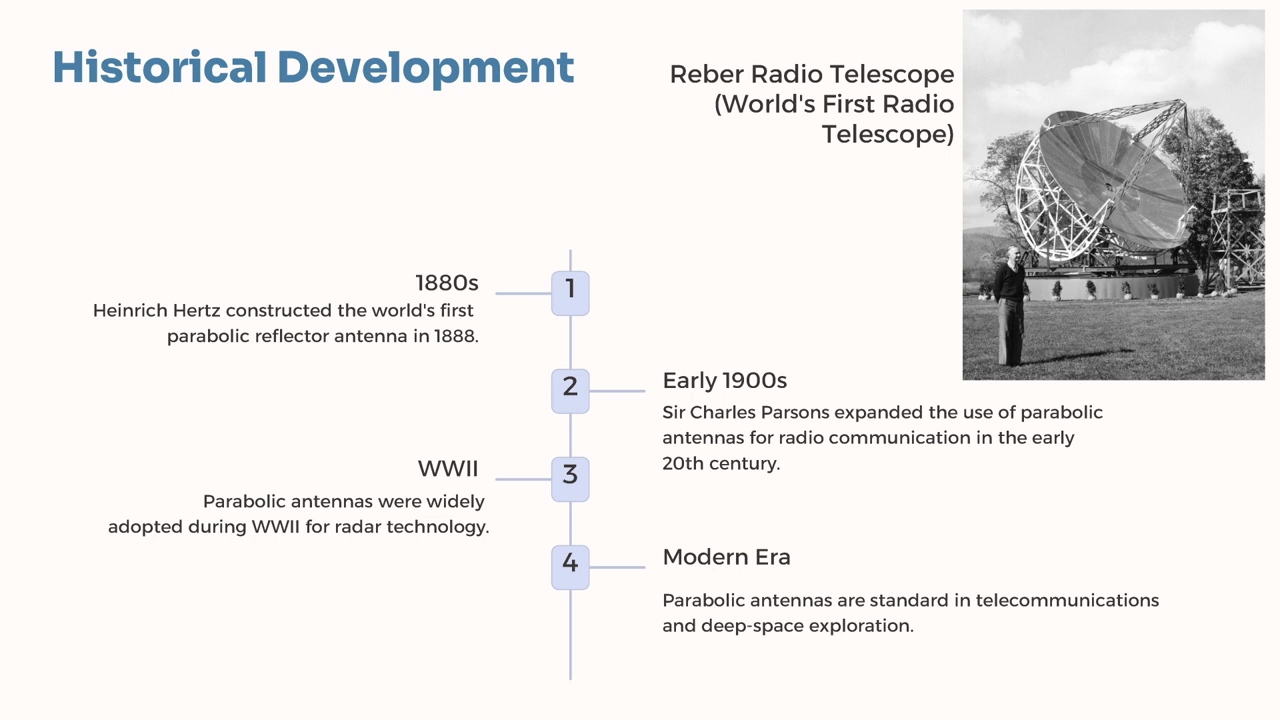 Historical Development
Reber Radio Telescope
(World's First Radio
Telescope)
1
1880s
Heinrich Hertz constructed the world's first
parabolic reflector antenna in 1888.
2
Early 1900s
Sir Charles Parsons expanded the use of parabolic
antennas for radio communication in the early
20th century.
3
WWII
Parabolic antennas were widely
adopted during WWII for radar technology.
4
Modern Era
Parabolic antennas are standard in telecommunications
and deep-space exploration.